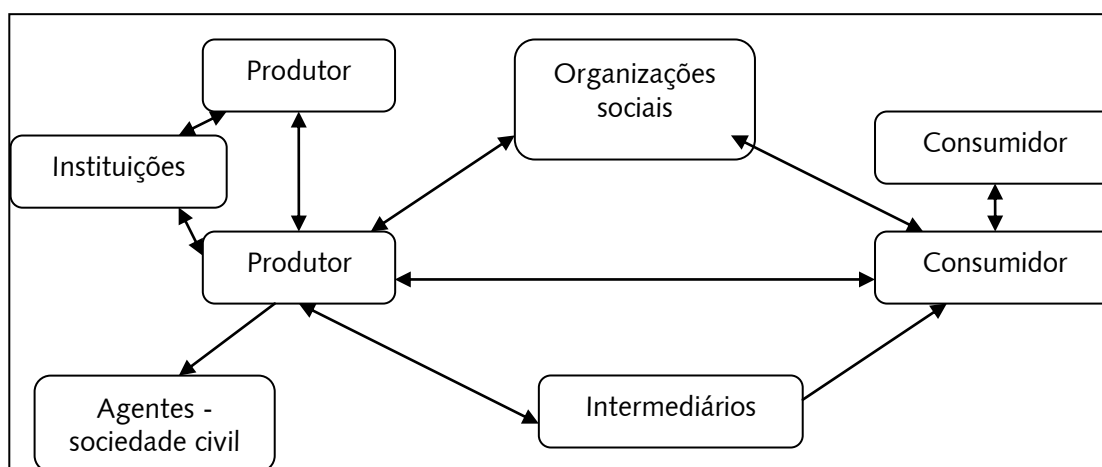 Produtor
Organizações
sociais
Consumidor
Instituições
Produtor
Consumidor
Agentes -
sociedade civil
Intermediários